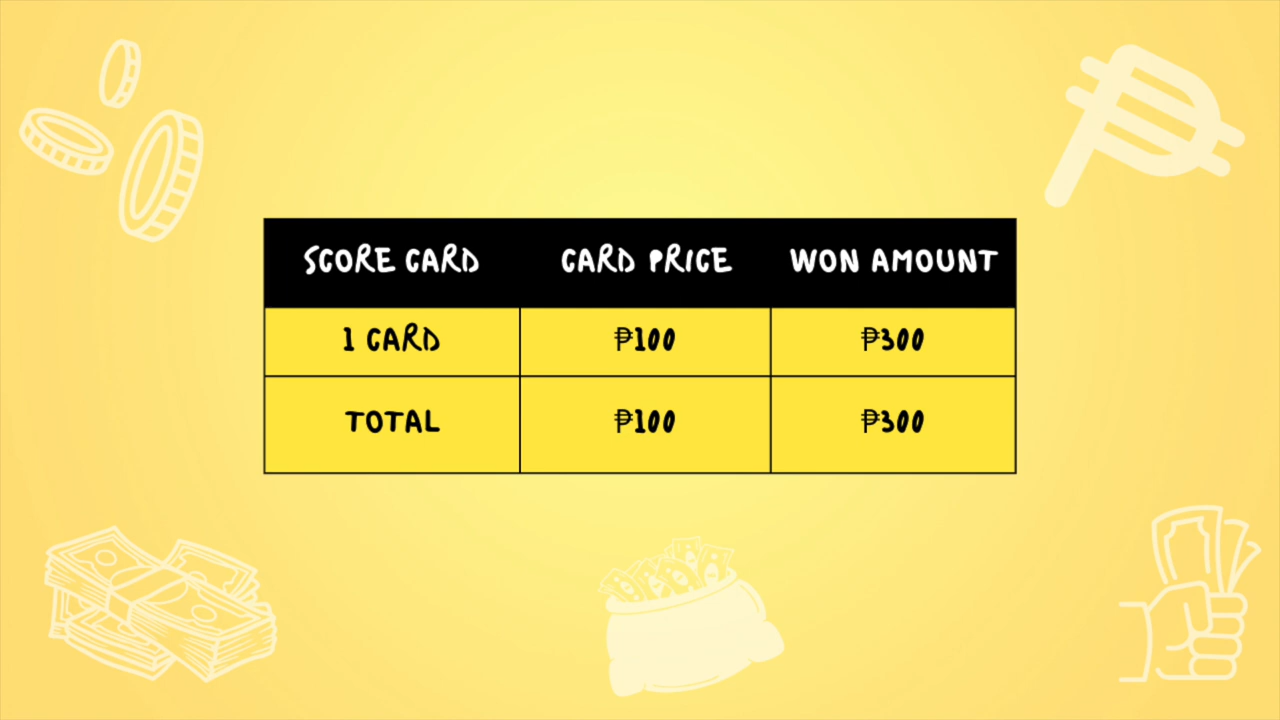 SCORE CARD CARD PRICE WON AMOUNT
1 CARD ₱100 ₱300
TOTAL ₱100 ₱300